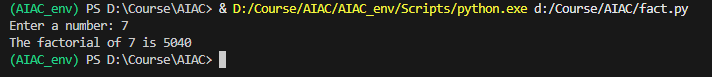 (AIAC_env) PS D:\Course\AIAC> & D:/Course/AIAC/AIAC_env/Scripts/python.exe d:/Course/AIAC/fact.py
Enter a number: 7
The factorial of 7 is 5040
(AIAC_env) PS D:\Course\AIAC>